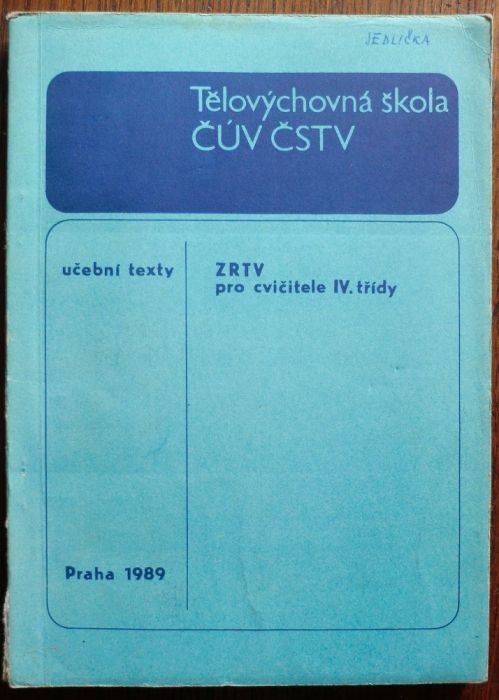 JEDLIČKA
Tělovýchovná škola
ČÚV ČSTV
učební texty
ZRTV
pro cvičitele IV. třídy
Praha 1989